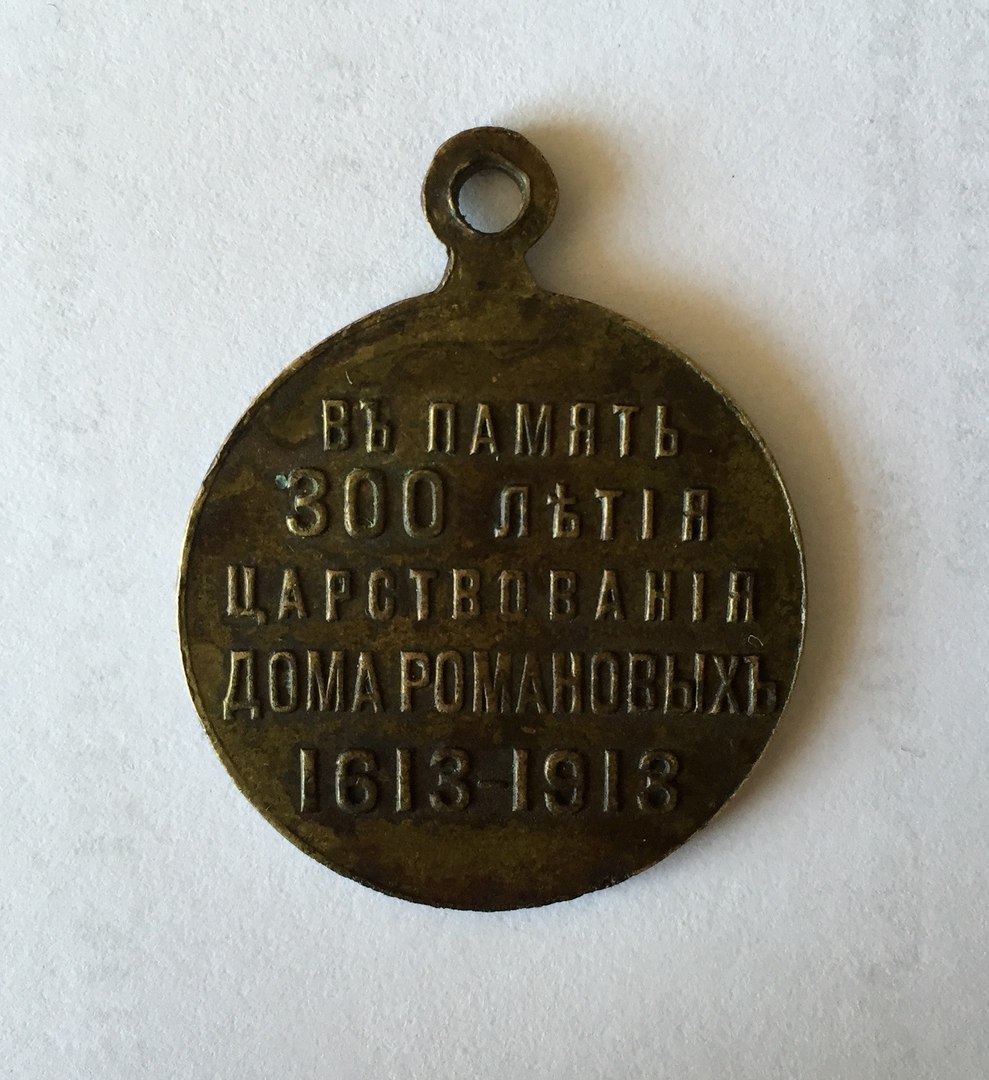 ВЪ ПАМЯТЬ
300 ЛѢТІЯ
ЦАРСТВОВАНІЯ
ДОМА РОМАНОВЫХЪ
1613-1913